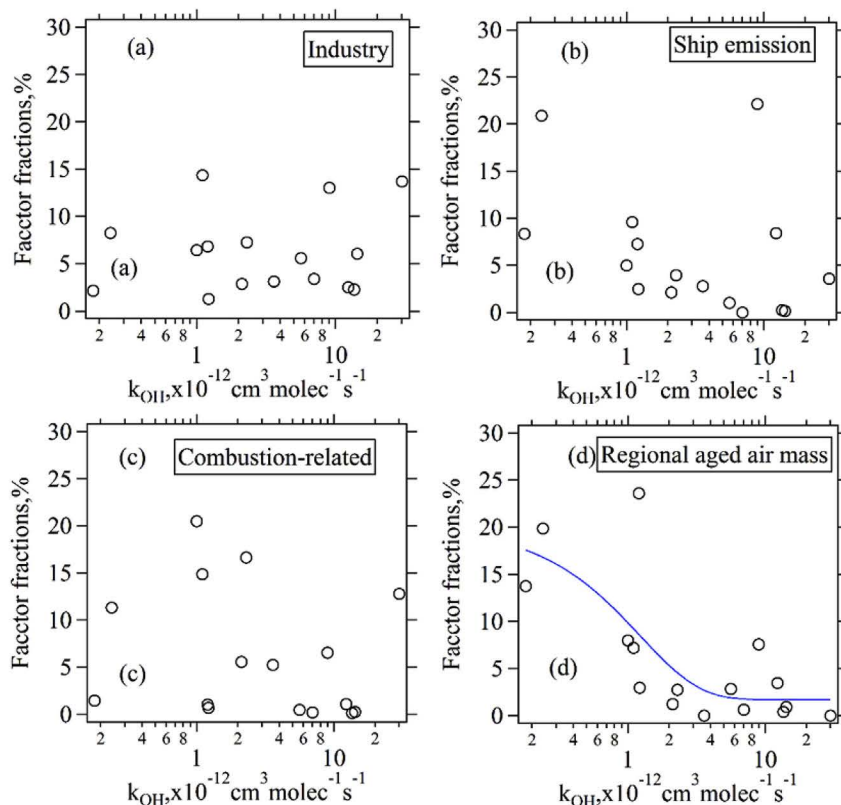 30
25
20
15
10
5
0
Facctor fractions,%
(a)
Industry
(a)
2 4 6 8 2 4 6 8 2
1 10
kOH,x10-12cm3molec-1s-1
30
25
20
15
10
5
0
Facctor fractions,%
(b)
Ship emission
(b)
2 4 6 8 2 4 6 8 2
1 10
kOH,x10-12cm3molec-1s-1
30
25
20
15
10
5
0
Facctor fractions,%
(c)
Combustion-related
(c)
2 4 6 8 2 4 6 8 2
1 10
kOH,x10-12cm3molec-1s-1
30
25
20
15
10
5
0
Facctor fractions,%
(d)
Regional aged air mass
(d)
2 4 6 8 2 4 6 8 2
1 10
kOH,x10-12cm3molec-1s-1